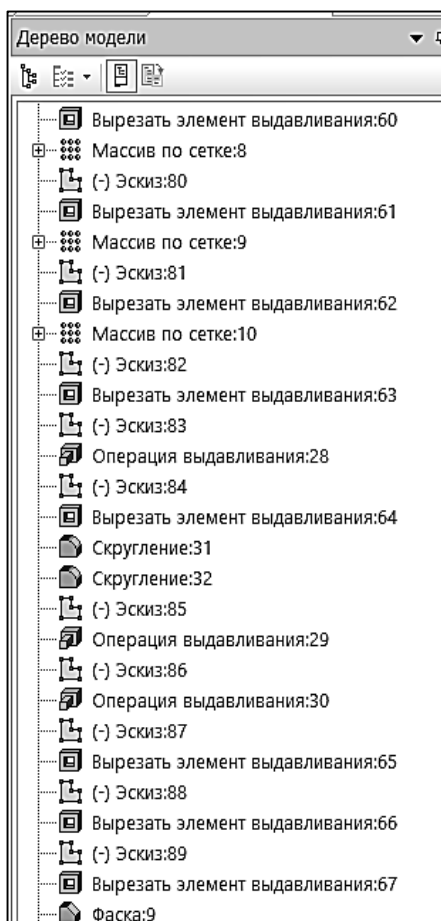 Дерево модели
Вырезать элемент выдавливания:60
Массив по сетке:8
(-) Эскиз:80
Вырезать элемент выдавливания:61
Массив по сетке:9
(-) Эскиз:81
Вырезать элемент выдавливания:62
Массив по сетке:10
(-) Эскиз:82
Вырезать элемент выдавливания:63
(-) Эскиз:83
Операция выдавливания:28
(-) Эскиз:84
Вырезать элемент выдавливания:64
Скругление:31
Скругление:32
(-) Эскиз:85
Операция выдавливания:29
(-) Эскиз:86
Операция выдавливания:30
(-) Эскиз:87
Вырезать элемент выдавливания:65
(-) Эскиз:88
Вырезать элемент выдавливания:66
(-) Эскиз:89
Вырезать элемент выдавливания:67
Фаска:9